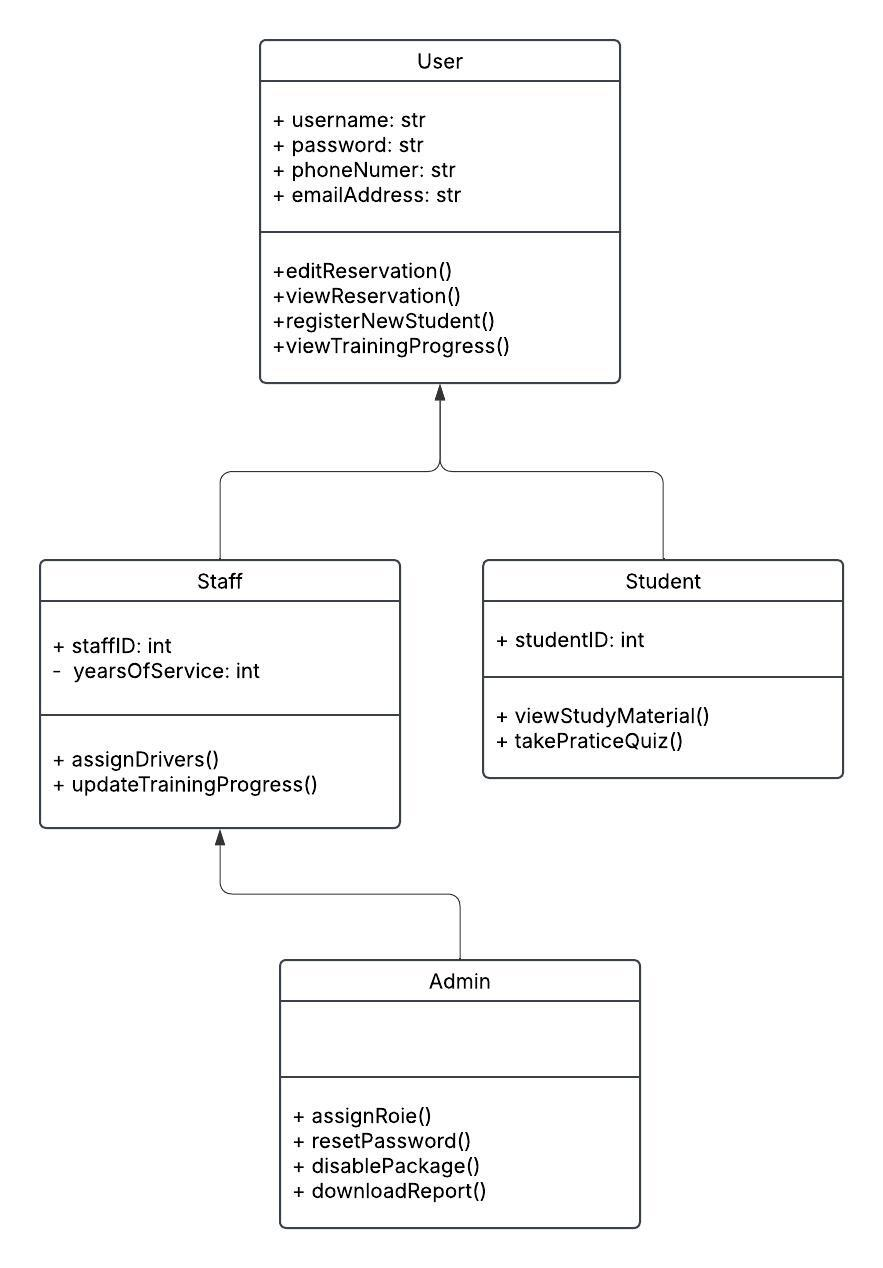 User
+ username: str
+ password: str
+ phoneNumer: str
+ emailAddress: str
+editReservation()
+viewReservation()
+registerNewStudent()
+viewTrainingProgress()
Staff
+ staffID: int
- yearsOfService: int
+ assignDrivers()
+ updateTrainingProgress()
Student
+ studentID: int
+ viewStudyMaterial()
+ takePraticeQuiz()
Admin
+ assignRoie()
+ resetPassword()
+ disablePackage()
+ downloadReport()